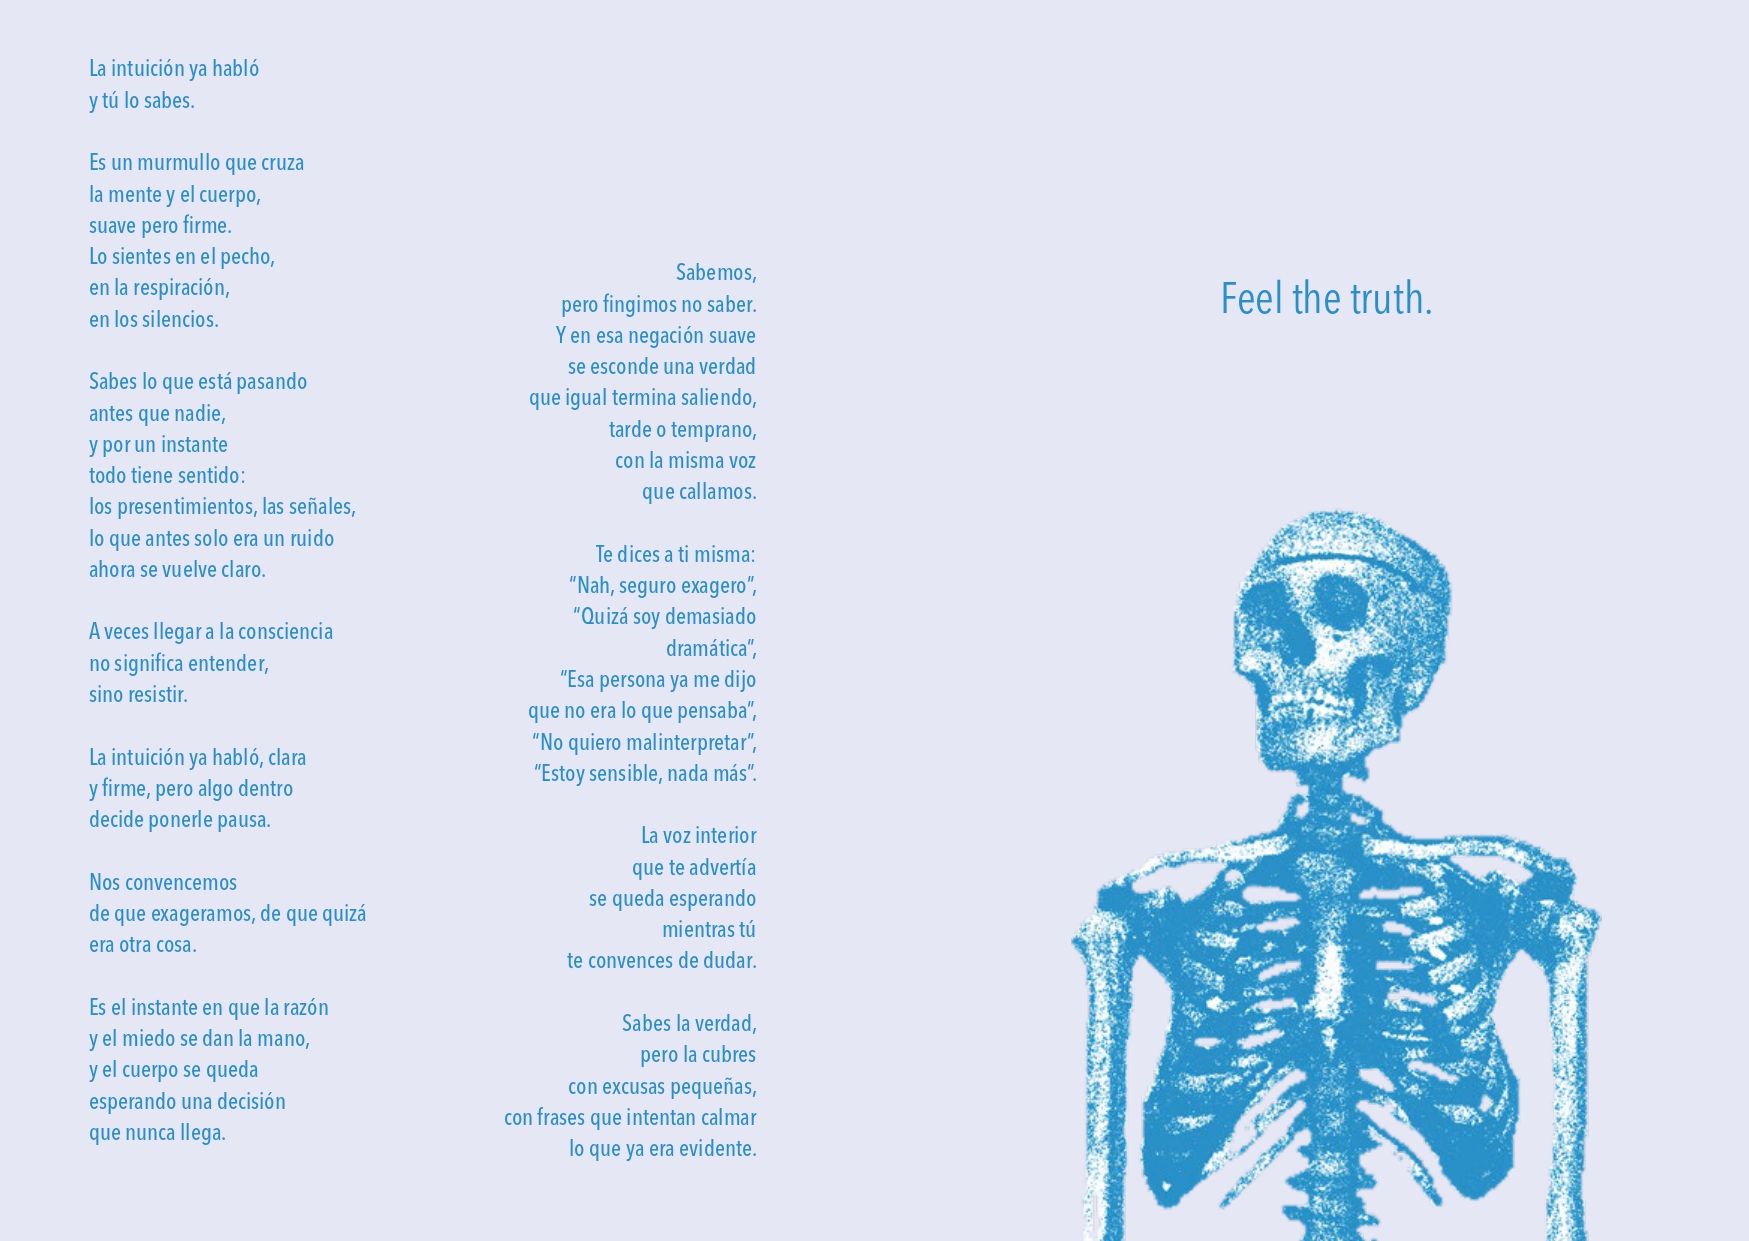 La intuición ya habló
y tú lo sabes.
Es un murmullo que cruza
la mente y el cuerpo,
suave pero firme.
Lo sientes en el pecho,
en la respiración,
en los silencios.
Sabes lo que está pasando
antes que nadie,
y por un instante
todo tiene sentido:
los presentimientos, las señales,
lo que antes solo era un ruido
ahora se vuelve claro.
A veces llegar a la consciencia
no significa entender,
sino resistir.
La intuición ya habló, clara
y firme, pero algo dentro
decide ponerle pausa.
Nos convencemos
de que exageramos, de que quizá
era otra cosa.
Es el instante en que la razón
y el miedo se dan la mano,
y el cuerpo se queda
esperando una decisión
que nunca llega.
Sabemos,
pero fingimos no saber.
Y en esa negación suave
se esconde una verdad
que igual termina saliendo,
tarde o temprano,
con la misma voz
que callamos.
Te dices a ti misma:
“Nah, seguro exagero”,
“Quizá soy demasiado
dramática”,
“Esa persona ya me dijo
que no era lo que pensaba”,
“No quiero malinterpretar”,
“Estoy sensible, nada más”.
La voz interior
que te advertía
se queda esperando
mientras tú
te convences de dudar.
Sabes la verdad,
pero la cubres
con excusas pequeñas,
con frases que intentan calmar
lo que ya era evidente.
Feel the truth.